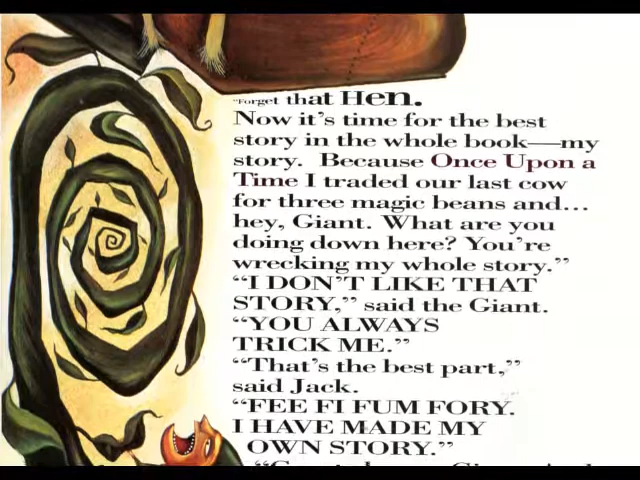 "Forget that Hen.
Now it's time for the best
story in the whole book—my
story. Because Once Upon a
Time I traded our last cow
for three magic beans and...
hey, Giant. What are you
doing down here? You're
wrecking my whole story."
"I DON'T LIKE THAT
STORY," said the Giant.
"YOU ALWAYS
TRICK ME."
"That's the best part,"
said Jack.
"FEE FI FUM FORY.
I HAVE MADE MY
OWN STORY."